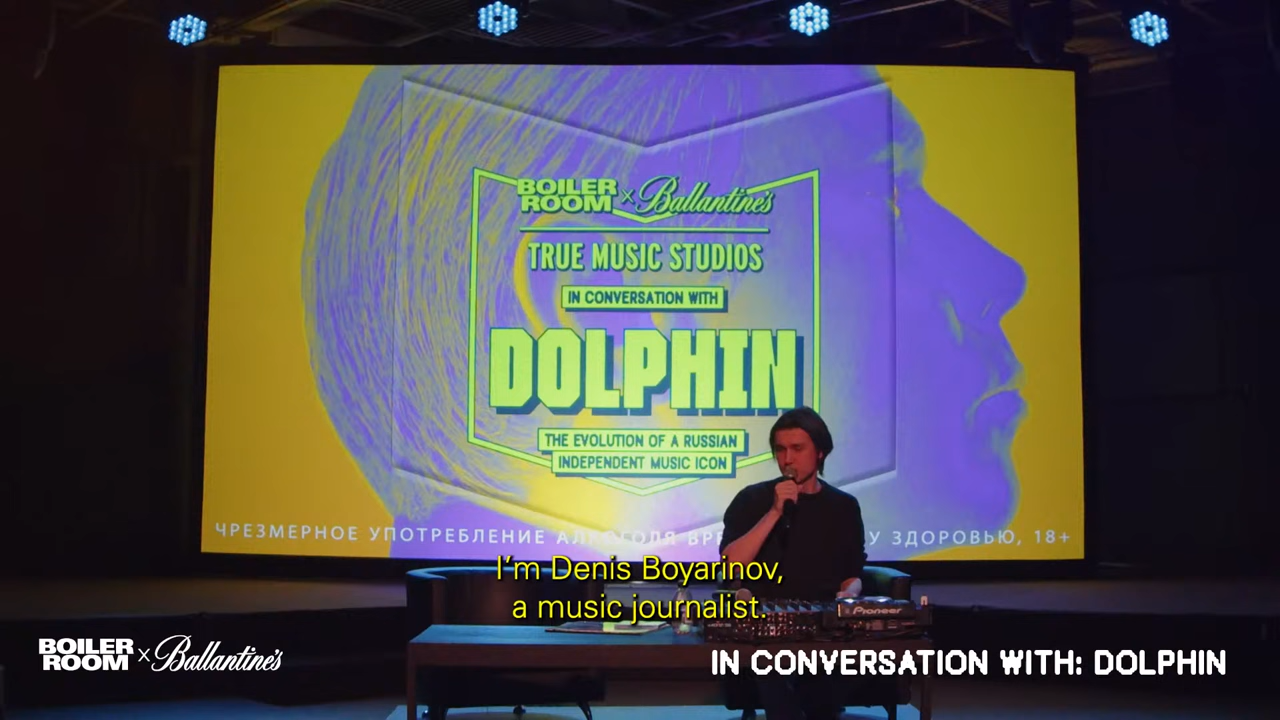 BOILER
ROOM × Ballantine's
TRUE MUSIC STUDIOS
IN CONVERSATION WITH
DOLPHIN
THE EVOLUTION OF A RUSSIAN
INDEPENDENT MUSIC ICON
ЧРЕЗМЕРНОЕ УПОТРЕБЛЕНИЕ АЛКОГОЛЯ ЗДОРОВЬЮ, 18+
I'm Denis Boyarinov,
a music journalist.
Pioneer
BOILER
ROOM × Ballantine's
IN CONVERSATION WITH: DOLPHIN